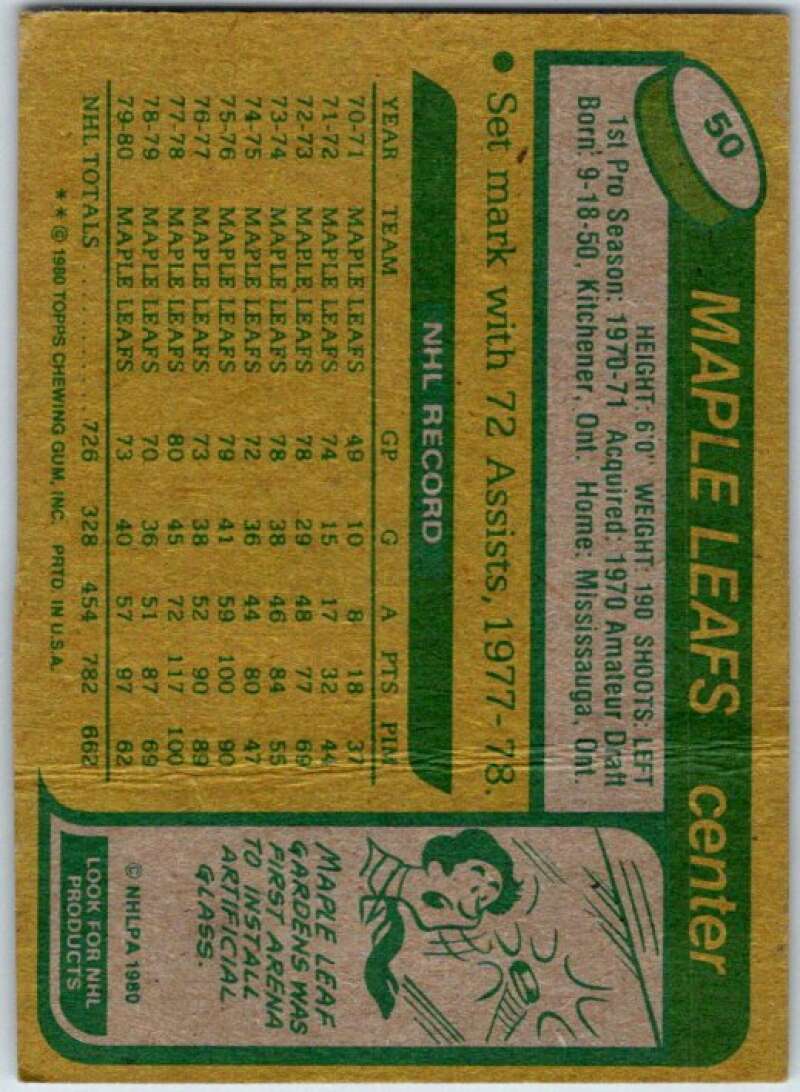 50
MAPLE LEAFS center
HEIGHT: 6'0" WEIGHT: 190 SHOOTS: LEFT
1st Pro Season: 1970-71 Acquired: 1970 Amateur Draft
Born: 9-18-50, Kitchener, Ont. Home: Mississauga, Ont.
● Set mark with 72 Assists, 1977-78.
NHL RECORD
YEAR TEAM GP G A PTS PIM
70-71 MAPLE LEAFS 49 10 8 18 37
71-72 MAPLE LEAFS 74 15 17 32 44
72-73 MAPLE LEAFS 78 29 48 77 69
73-74 MAPLE LEAFS 78 38 46 84 55
74-75 MAPLE LEAFS 72 36 44 80 47
75-76 MAPLE LEAFS 79 41 59 100 90
76-77 MAPLE LEAFS 73 38 52 90 89
77-78 MAPLE LEAFS 80 45 72 117 100
78-79 MAPLE LEAFS 70 36 51 87 69
79-80 MAPLE LEAFS 73 40 57 97 62
NHL TOTALS .......... 726 328 454 782 662
** © 1980 TOPPS CHEWING GUM, INC. PRTD. IN U.S.A.
MAPLE LEAF
GARDENS WAS
FIRST ARENA
TO INSTALL
ARTIFICIAL
GLASS.
© NHLPA 1980
LOOK FOR NHL
PRODUCTS